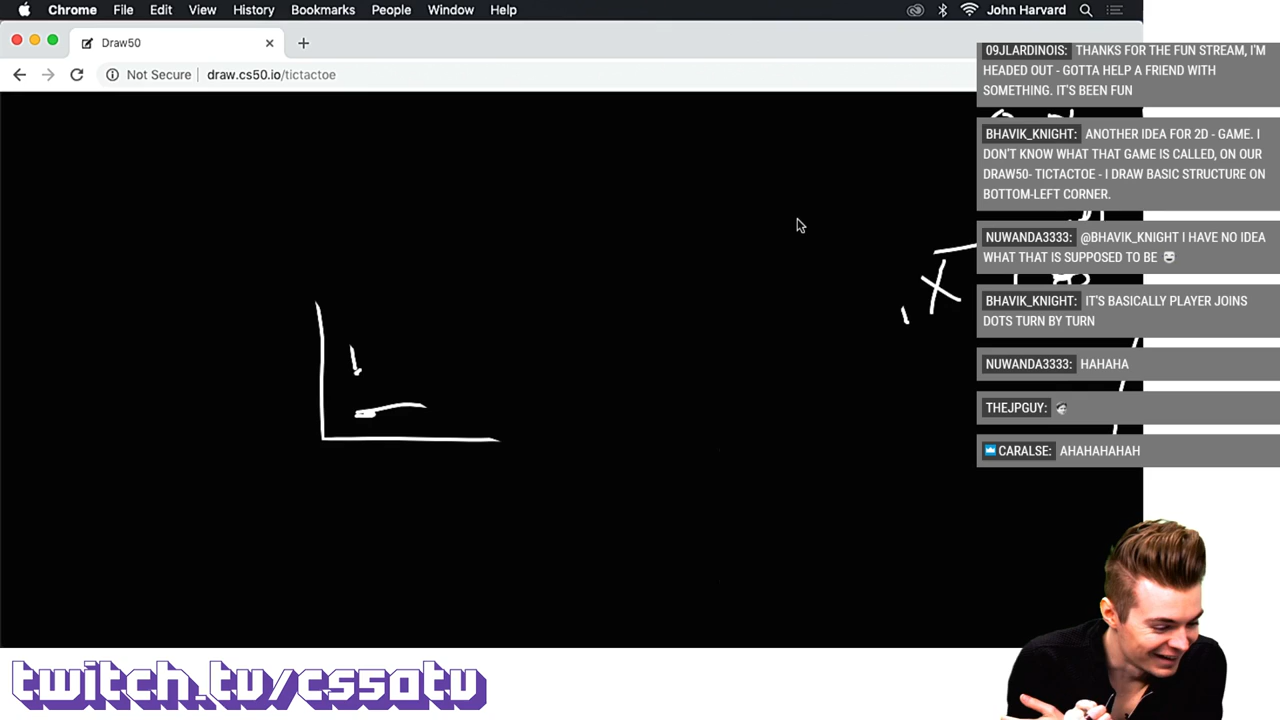 Chrome File Edit View History Bookmarks People Window Help John Harvard
Draw50
Not Secure draw.cs50.io/tictactoe
09JLARDINOIS: THANKS FOR THE FUN STREAM, I'M
HEADED OUT - GOTTA HELP A FRIEND WITH
SOMETHING. IT'S BEEN FUN
BHAVIK_KNIGHT: ANOTHER IDEA FOR 2D - GAME. I
DON'T KNOW WHAT THAT GAME IS CALLED, ON OUR
DRAW50- TICTACTOE - I DRAW BASIC STRUCTURE ON
BOTTOM-LEFT CORNER.
NUWANDA3333: @BHAVIK_KNIGHT I HAVE NO IDEA
WHAT THAT IS SUPPOSED TO BE
BHAVIK_KNIGHT: IT'S BASICALLY PLAYER JOINS
DOTS TURN BY TURN
NUWANDA3333: HAHAHA
THEJPGUY:
CARALSE: AHAHAHAHAH
X
twitch.tv/cs50tv